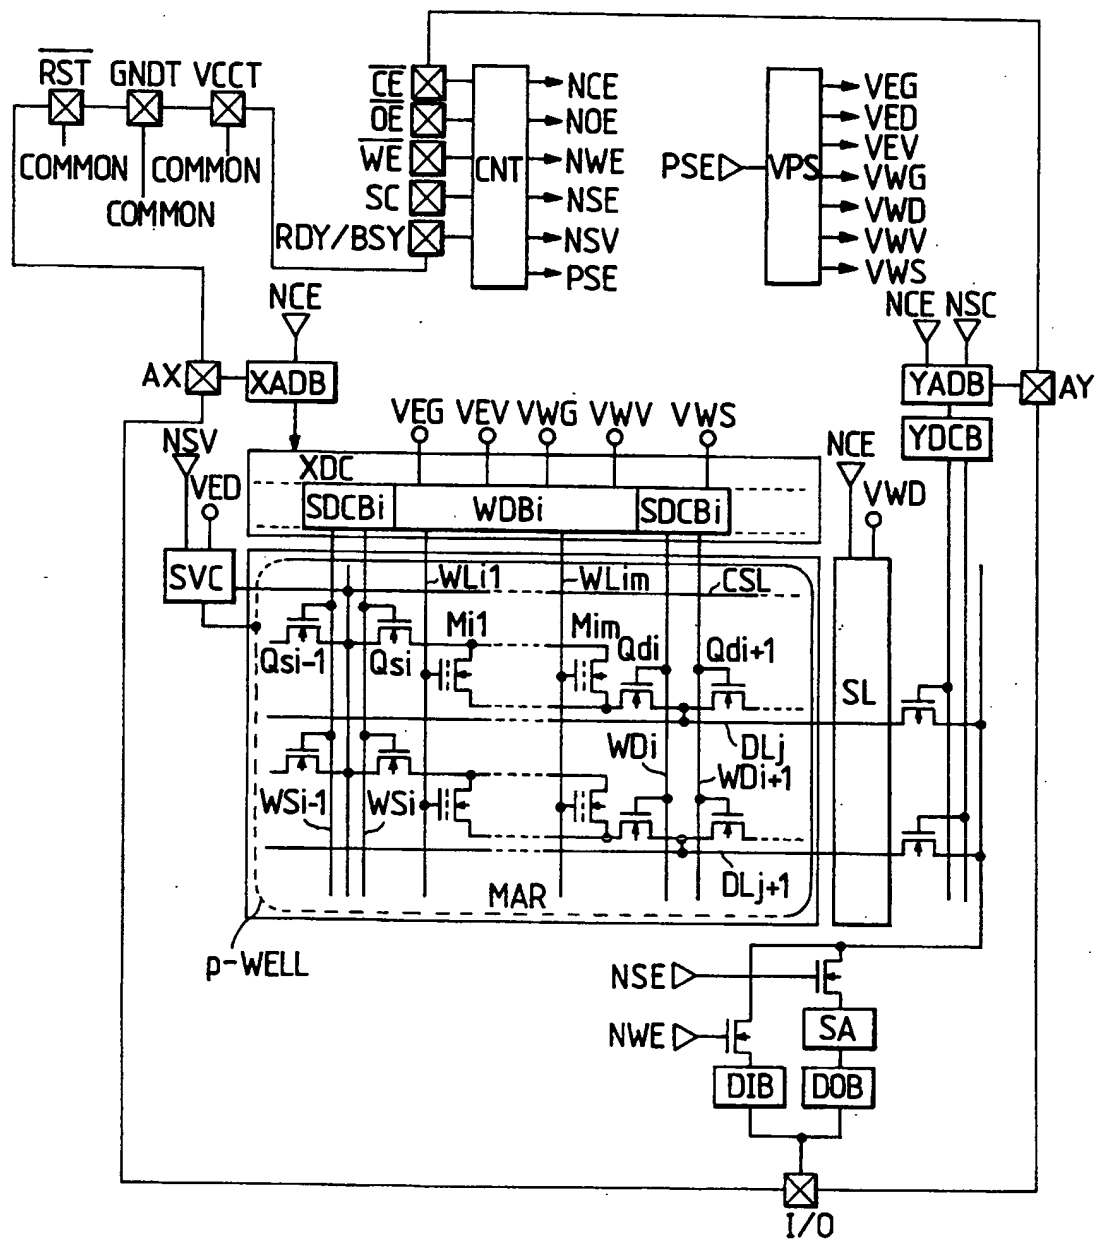 RST GNDT VCCT
COMMON COMMON
COMMON
CE
OE
WE
SC
RDY/BSY
CNT
NCE
NOE
NWE
NSE
NSV
PSE
PSE
VPS
VEG
VED
VEV
VWG
VWD
VWV
VWS
NCE
AX
XADB
NCE NSC
YADB
AY
YDCB
NSV
VED
SVC
VEG VEV VWG VWV VWS
XDC
SDCBi WDBi SDCBi
NCE
VWD
SL
WLi1 WLim CSL
Qsi-1 Qsi Mi1 Mim Qdi Qdi+1
WDi DLj
WDi+1
WSi-1 WSi
DLj+1
MAR
p-WELL
NSE
SA
NWE
DIB DOB
I/O